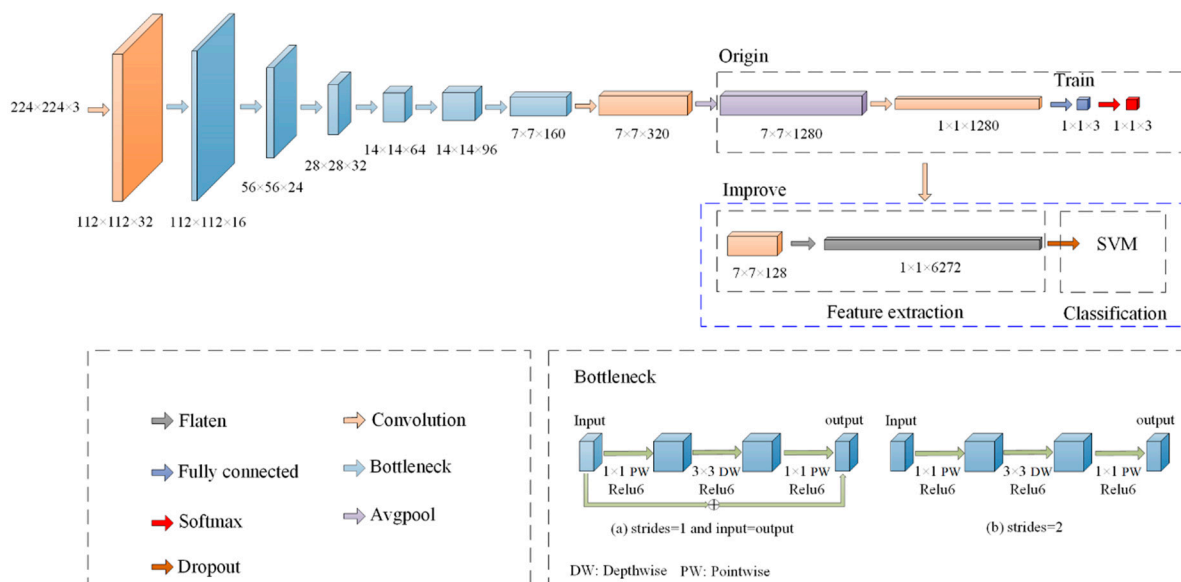 Origin
Train
224×224×3
112×112×32
112×112×16
56×56×24
28×28×32
14×14×64
14×14×96
7×7×160
7×7×320
7×7×1280
1×1×1280
1×1×3
1×1×3
Improve
7×7×128
1×1×6272
SVM
Feature extraction
Classification
Flaten
Convolution
Fully connected
Bottleneck
Softmax
Avgpool
Dropout
Bottleneck
Input
output
1×1 PW
Relu6
3×3 DW
Relu6
1×1 PW
Relu6
(a) strides=1 and input=output
Input
output
1×1 PW
Relu6
3×3 DW
Relu6
1×1 PW
Relu6
(b) strides=2
DW: Depthwise PW: Pointwise